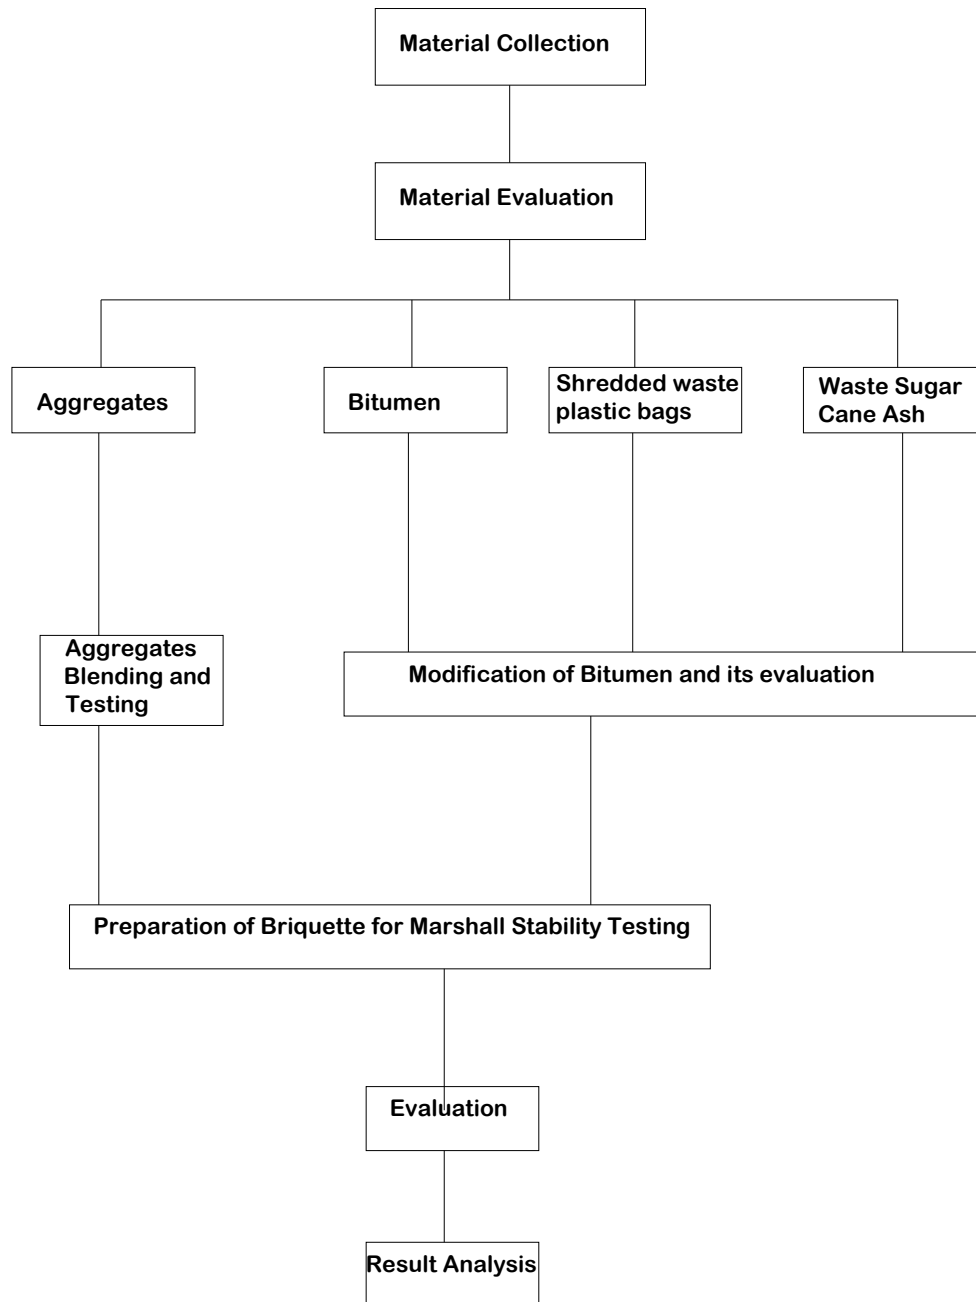 Material Collection
Material Evaluation
Aggregates
Bitumen
Shredded waste
plastic bags
Waste Sugar
Cane Ash
Aggregates
Blending and
Testing
Modification of Bitumen and its evaluation
Preparation of Briquette for Marshall Stability Testing
Evaluation
Result Analysis